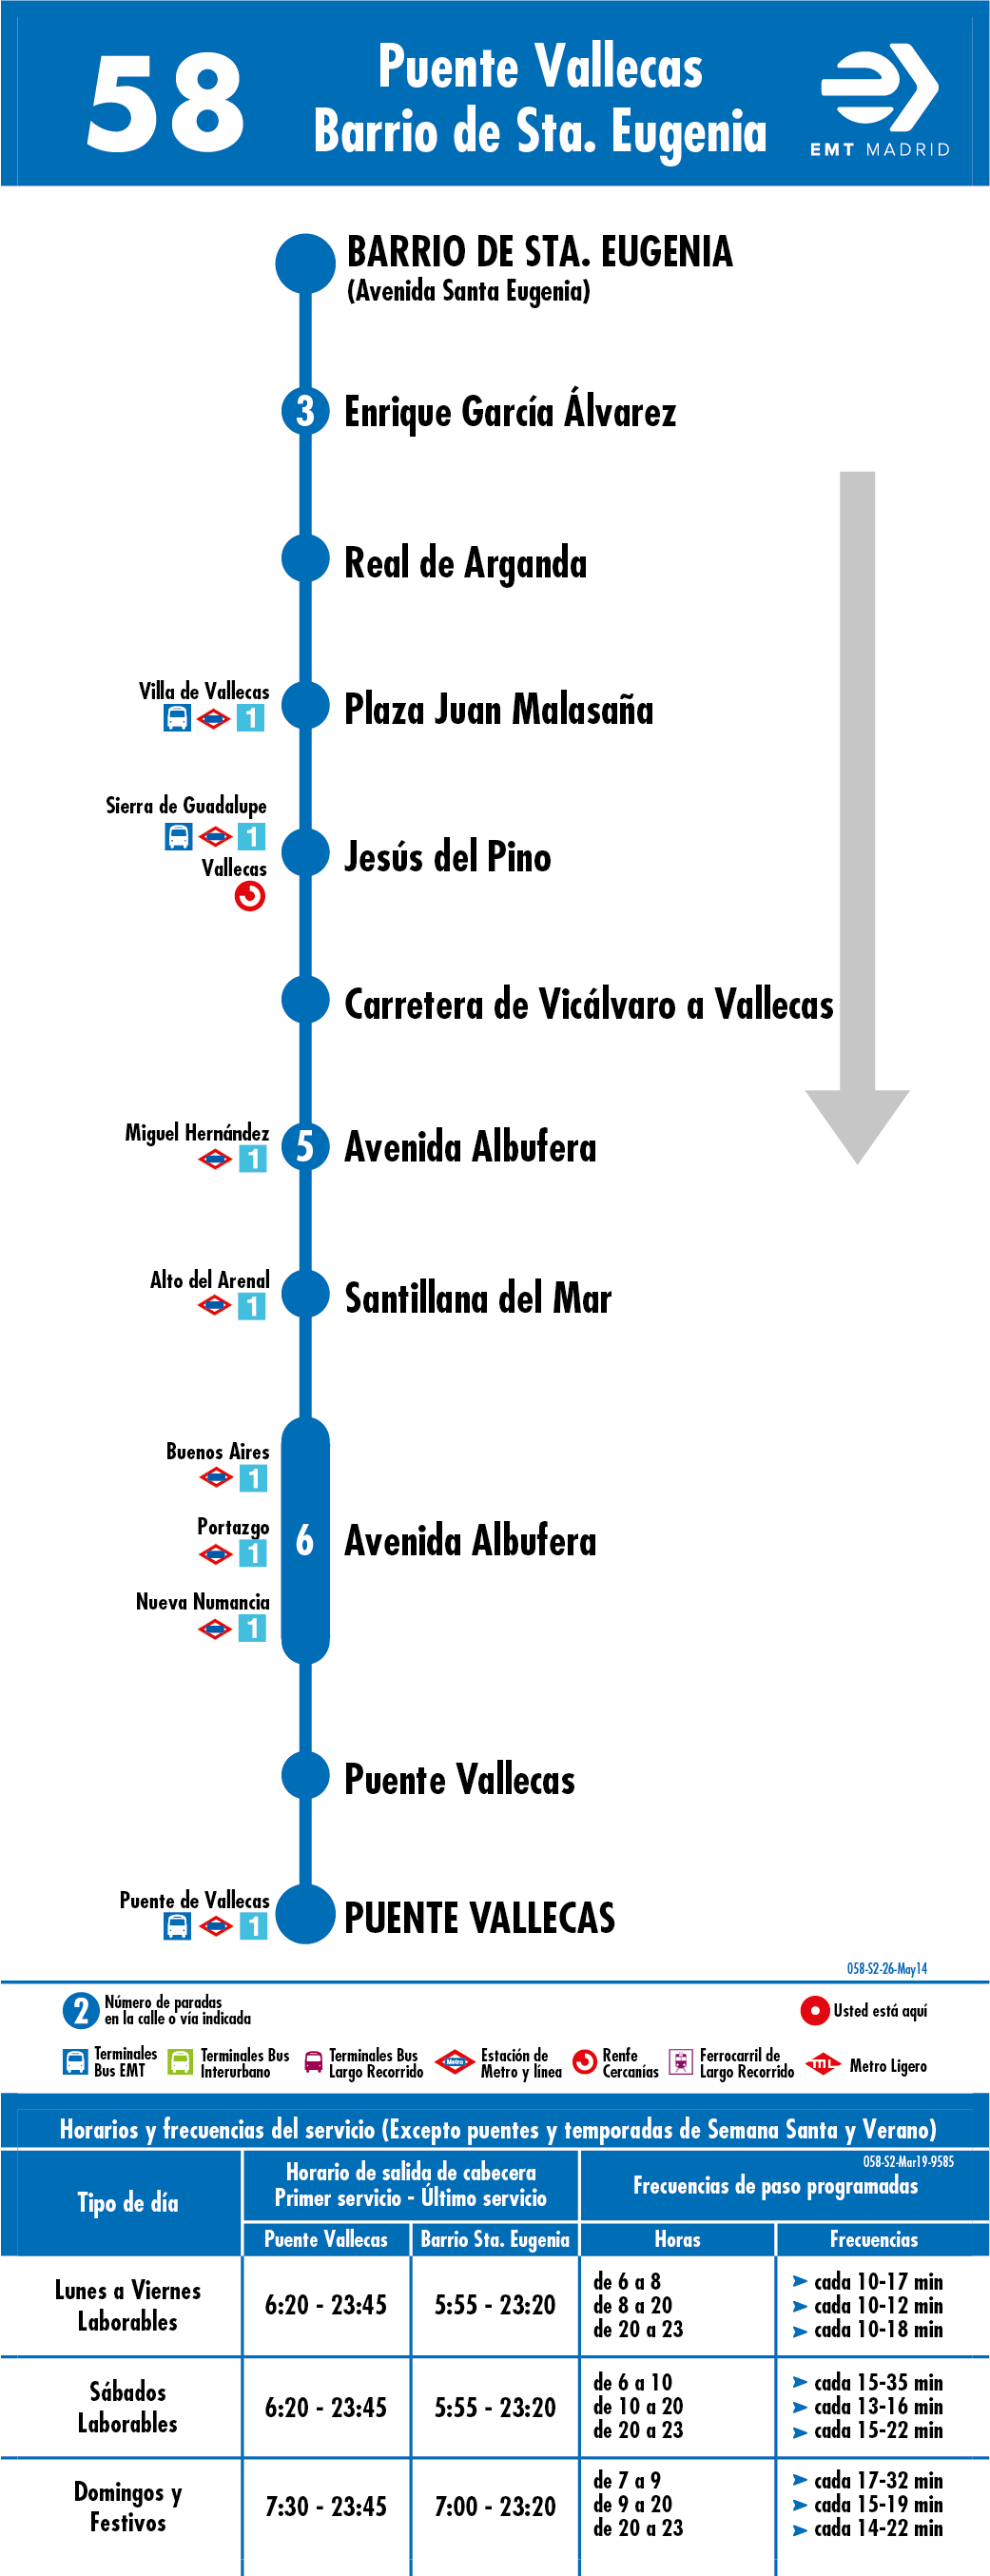 58
Puente Vallecas
Barrio de Sta. Eugenia
EMT MADRID
BARRIO DE STA. EUGENIA
(Avenida Santa Eugenia)
3 Enrique García Álvarez
Real de Arganda
Villa de Vallecas
1
Plaza Juan Malasaña
Sierra de Guadalupe
1
Vallecas
Jesús del Pino
Carretera de Vicálvaro a Vallecas
Miguel Hernández
1
5 Avenida Albufera
Alto del Arenal
1
Santillana del Mar
Buenos Aires
1
Portazgo
1
Nueva Numancia
1
6 Avenida Albufera
Puente Vallecas
Puente de Vallecas
1
PUENTE VALLECAS
058-S2-26-May14
2 Número de paradas
en la calle o vía indicada
Usted está aquí
Terminales
Bus EMT
Terminales Bus
Interurbano
Terminales Bus
Largo Recorrido
Metro
Estación de
Metro y línea
Renfe
Cercanías
Ferrocarril de
Largo Recorrido
ML
Metro Ligero
Horarios y frecuencias del servicio (Excepto puentes y temporadas de Semana Santa y Verano)
058-S2-Mar19-9585
Tipo de día
Horario de salida de cabecera
Primer servicio - Último servicio
Frecuencias de paso programadas
Puente Vallecas Barrio Sta. Eugenia Horas Frecuencias
Lunes a Viernes
Laborables
6:20 - 23:45 5:55 - 23:20
de 6 a 8 cada 10-17 min
de 8 a 20 cada 10-12 min
de 20 a 23 cada 10-18 min
Sábados
Laborables
6:20 - 23:45 5:55 - 23:20
de 6 a 10 cada 15-35 min
de 10 a 20 cada 13-16 min
de 20 a 23 cada 15-22 min
Domingos y
Festivos
7:30 - 23:45 7:00 - 23:20
de 7 a 9 cada 17-32 min
de 9 a 20 cada 15-19 min
de 20 a 23 cada 14-22 min